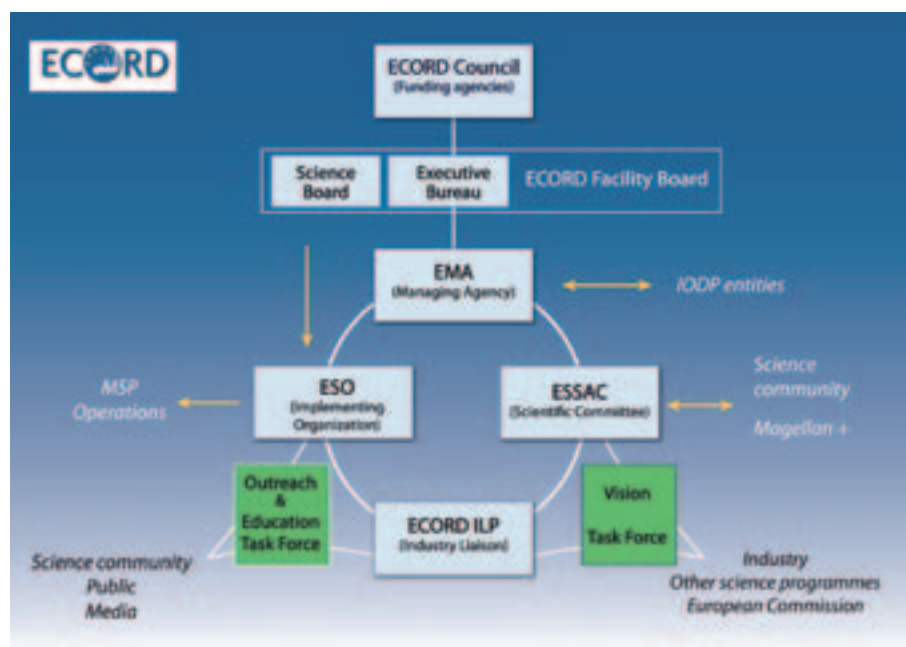 ECORD
ECORD Council
(Funding agencies)
Science
Board
Executive
Bureau
ECORD Facility Board
EMA
(Managing Agency)
IODP entities
ESO
(Implementing
Organization)
ESSAC
(Scientific Committee)
MSP
Operations
Science
community
Magellan +
Outreach
&
Education
Task Force
Vision
Task Force
ECORD ILP
(Industry Liaison)
Science community
Public
Media
Industry
Other science programmes
European Commission